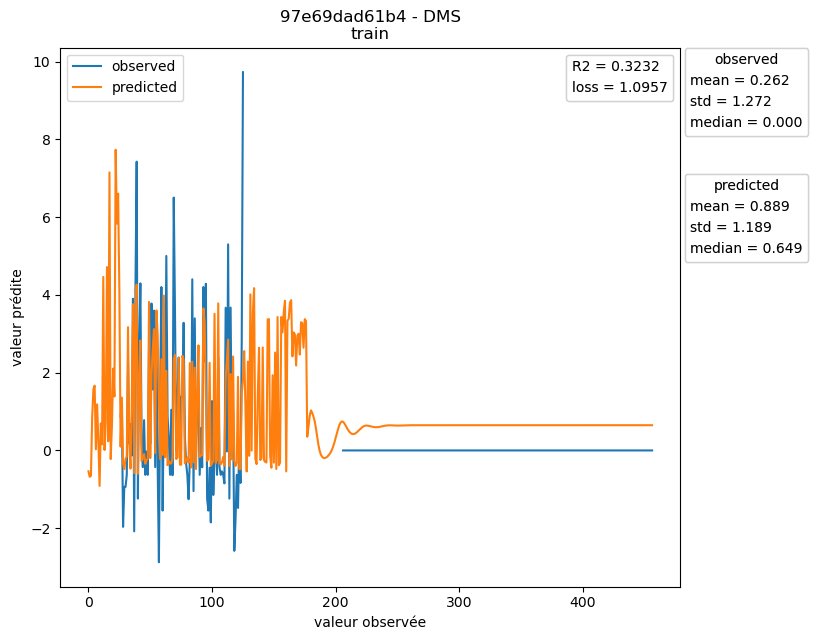 97e69dad61b4 - DMS
train
observed
predicted
R2 = 0.3232
loss = 1.0957
observed
mean = 0.262
std = 1.272
median = 0.000
predicted
mean = 0.889
std = 1.189
median = 0.649
10
8
6
4
2
0
−2
valeur prédite
0
100
200
300
400
valeur observée